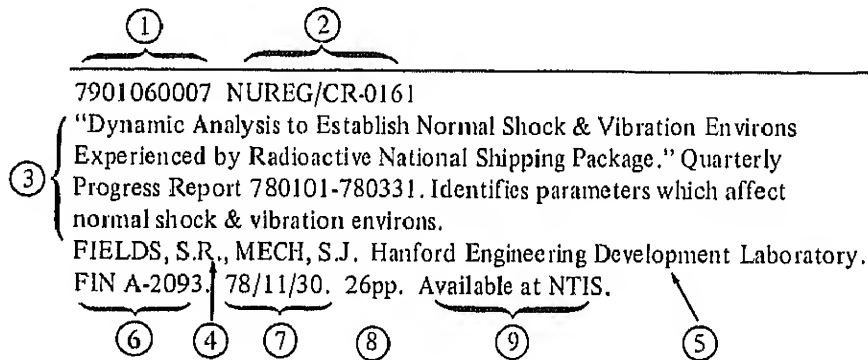 ① ②
7901060007 NUREG/CR-0161
"Dynamic Analysis to Establish Normal Shock & Vibration Environs
Experienced by Radioactive National Shipping Package." Quarterly
③ Progress Report 780101-780331. Identifies parameters which affect
normal shock & vibration environs.
FIELDS, S.R., MECH, S.J. Hanford Engineering Development Laboratory.
FIN A-2093. 78/11/30. 26pp. Available at NTIS.
⑥ ④ ⑦ ⑧ ⑨ ⑤